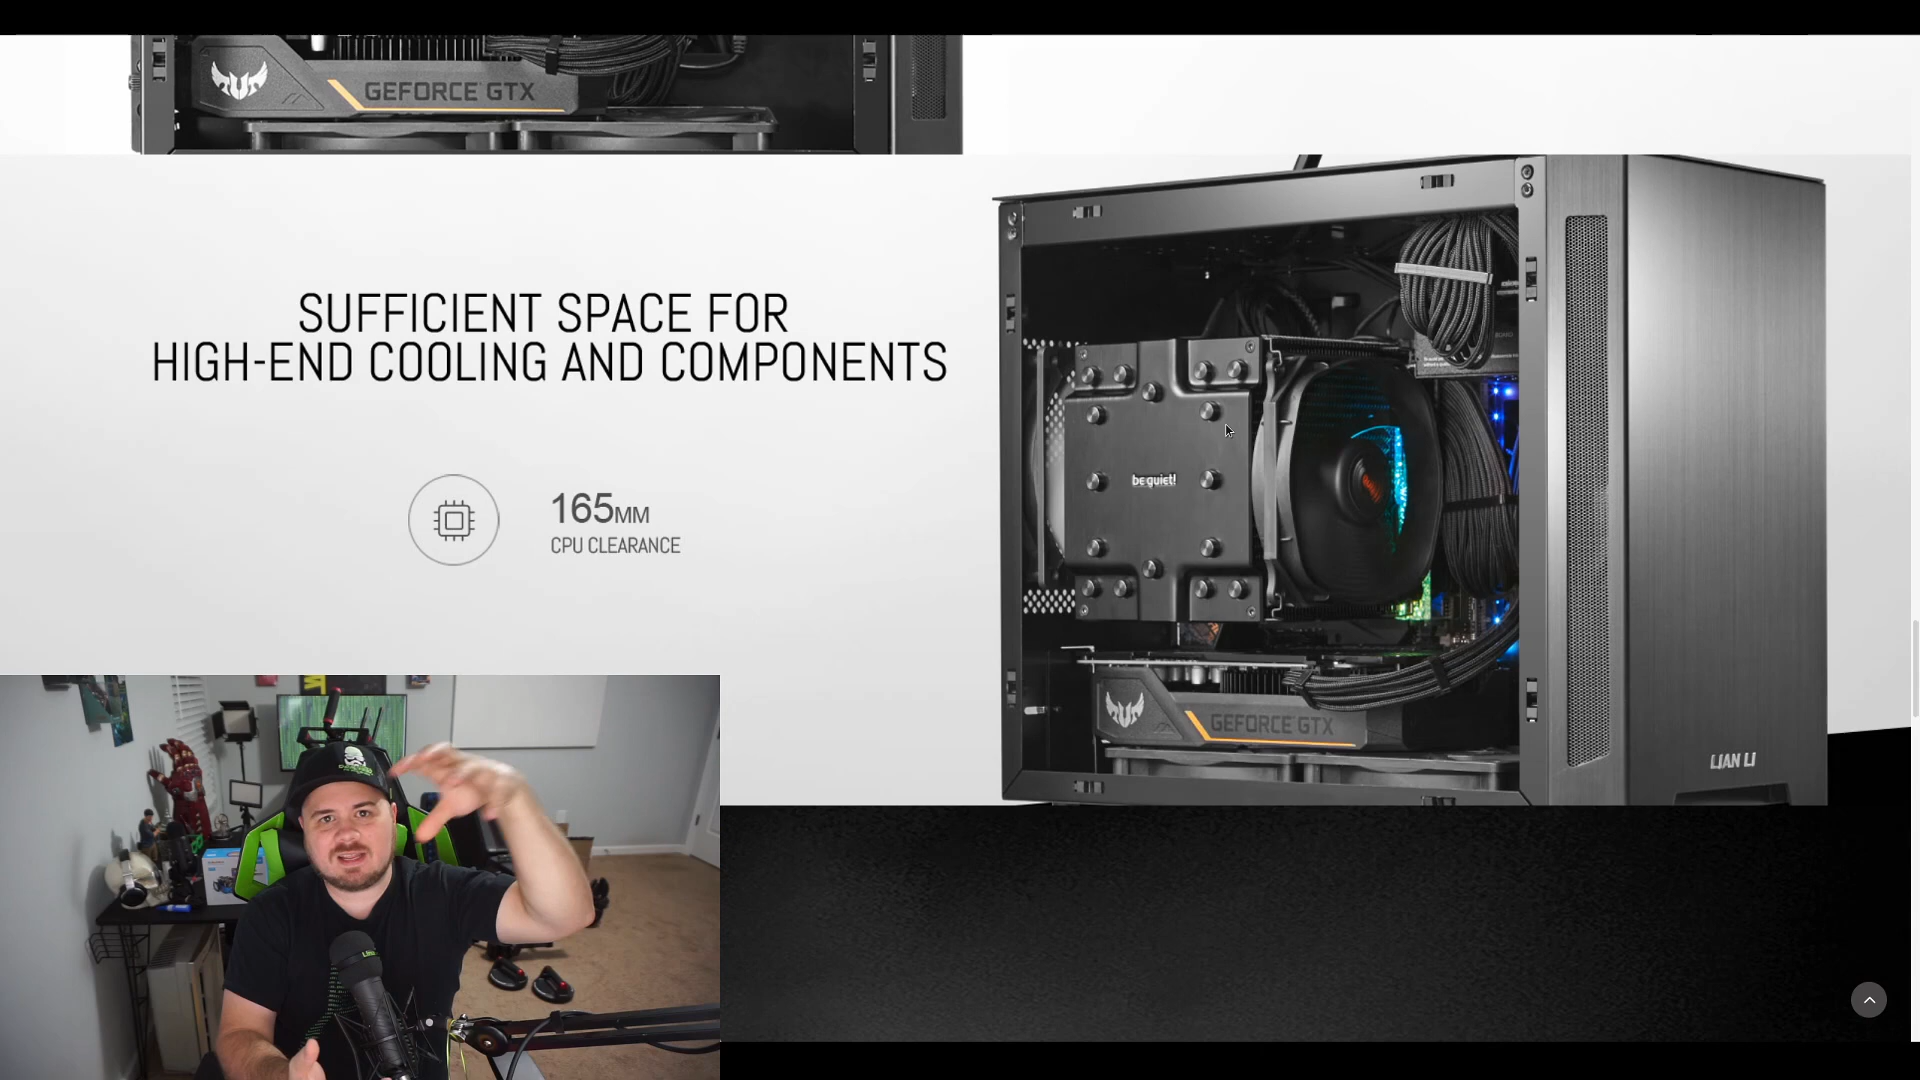 GEFORCE GTX
SUFFICIENT SPACE FOR
HIGH-END COOLING AND COMPONENTS
165MM
CPU CLEARANCE
be quiet!
GEFORCE GTX
LIAN LI